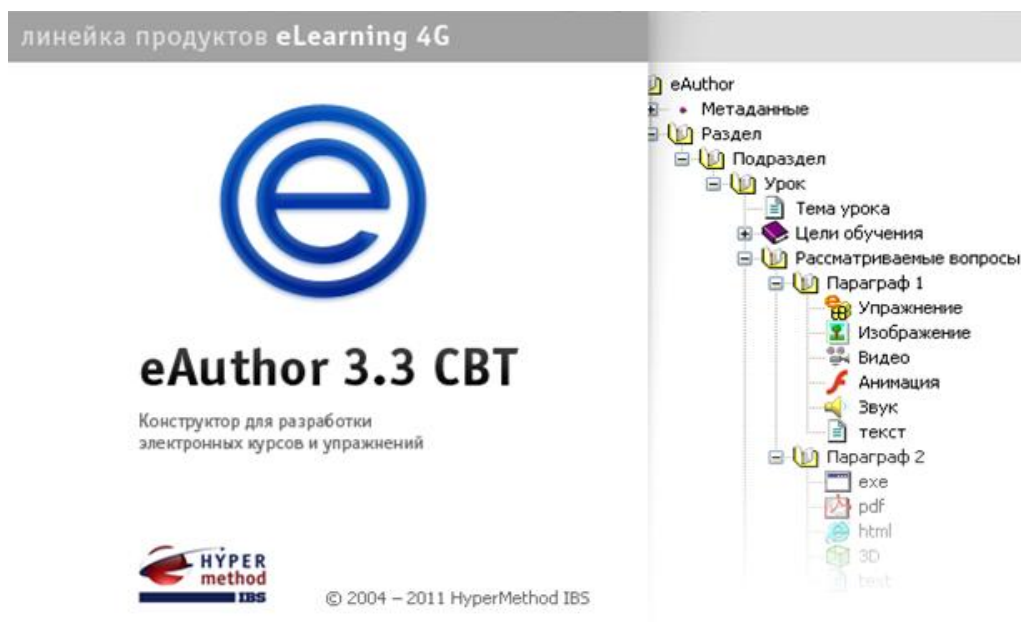 линейка продуктов eLearning 4G
e
eAuthor 3.3 CBT
Конструктор для разработки
электронных курсов и упражнений
HYPER
method
IBS
© 2004 – 2011 HyperMethod IBS
eAuthor
Метаданные
Раздел
Подраздел
Урок
Тема урока
Цели обучения
Рассматриваемые вопросы
Параграф 1
Упражнение
Изображение
Видео
Анимация
Звук
текст
Параграф 2
exe
pdf
html
3D
test